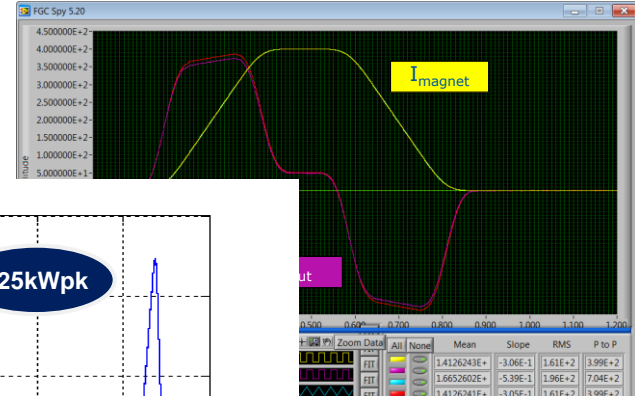 FGC Spy 5.20
4.500000E+2-
4.000000E+2-
3.500000E+2-
3.000000E+2-
2.500000E+2-
2.000000E+2-
1.500000E+2-
1.000000E+2-
5.000000E+1-
Imagnet
25kWpk
ut
0.500 0.600 0.700 0.800 0.900 1.000 1.100 1.200
Zoom Data All None Mean Slope RMS P to P
FIT 1.4126243E+ -3.06E-1 1.61E+2 3.99E+2
FIT 1.6652602E+ -5.39E-1 1.96E+2 7.04E+2
FIT 1.4126241E+ -3.05E-1 1.61E+2 3.99E+2